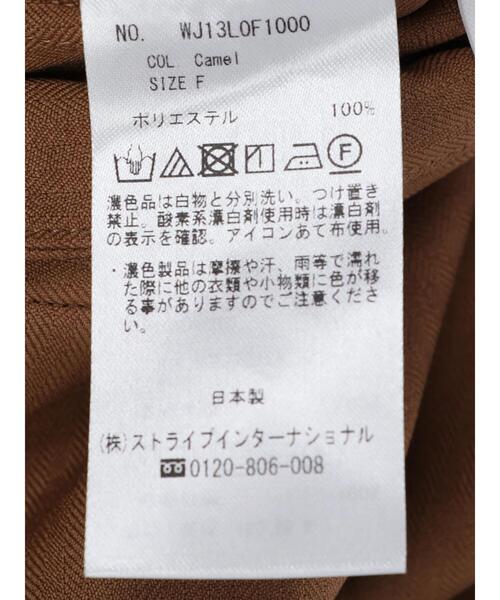 NO. WJ13L0F1000
COL Camel
SIZE F
ポリエステル 100%
濃色品は白物と分別洗い。つけ置き
禁止。酸素系漂白剤使用時は漂白剤
の表示を確認。アイロンあて布使用。
・濃色製品は摩擦や汗、雨等で濡れ
た際に他の衣類や小物類に色が移
る事がありますのでご注意くださ
い。
日本製
(株)ストライプインターナショナル
0120-806-008